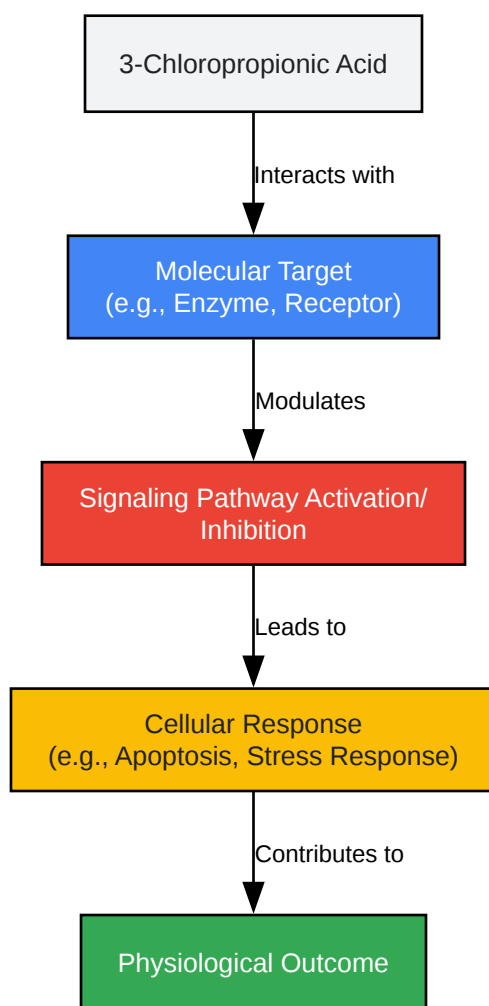 3-Chloropropionic Acid
Interacts with
Molecular Target
(e.g., Enzyme, Receptor)
Modulates
Signaling Pathway Activation/
Inhibition
Leads to
Cellular Response
(e.g., Apoptosis, Stress Response)
Contributes to
Physiological Outcome